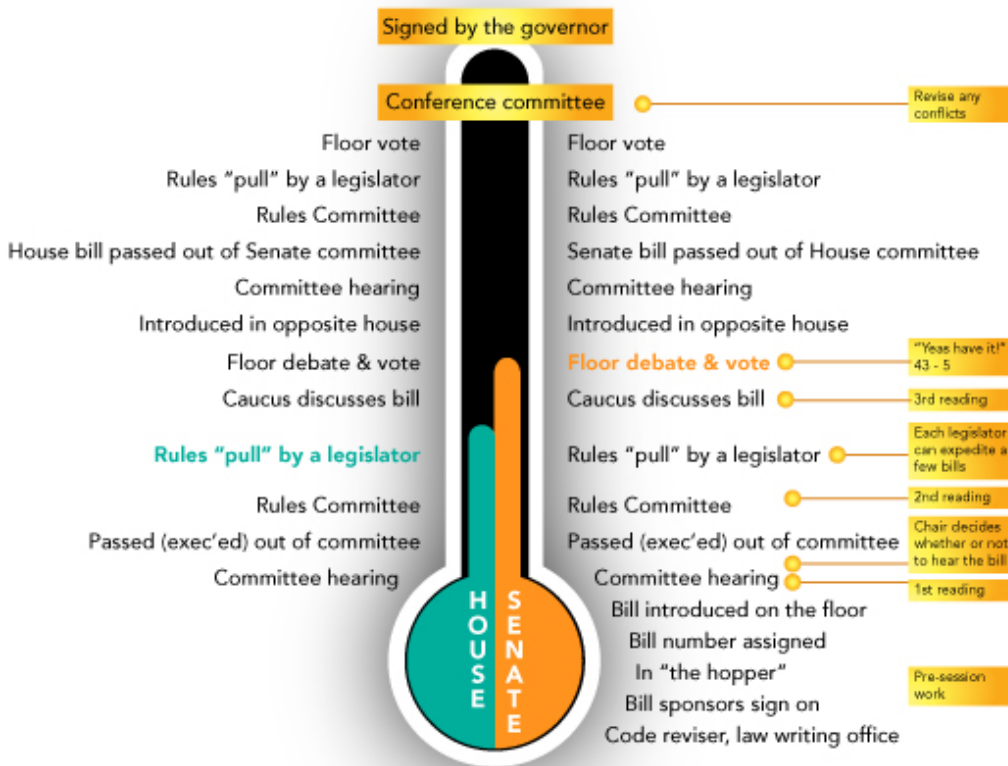 Signed by the governor
Conference committee
Revise any
conflicts
Floor vote
Floor vote
Rules “pull” by a legislator
Rules “pull” by a legislator
Rules Committee
Rules Committee
House bill passed out of Senate committee
Senate bill passed out of House committee
Committee hearing
Committee hearing
Introduced in opposite house
Introduced in opposite house
Floor debate & vote
Floor debate & vote
“Yeas have it!”
43 - 5
Caucus discusses bill
Caucus discusses bill
3rd reading
Rules “pull” by a legislator
Rules “pull” by a legislator
Each legislator
can expedite a
few bills
Rules Committee
Rules Committee
2nd reading
Passed (exec’ed) out of committee
Passed (exec’ed) out of committee
Chair decides
whether or not
to hear the bill
Committee hearing
Committee hearing
1st reading
HOUSE
SENATE
Bill introduced on the floor
Bill number assigned
In “the hopper”
Bill sponsors sign on
Code reviser, law writing office
Pre-session
work